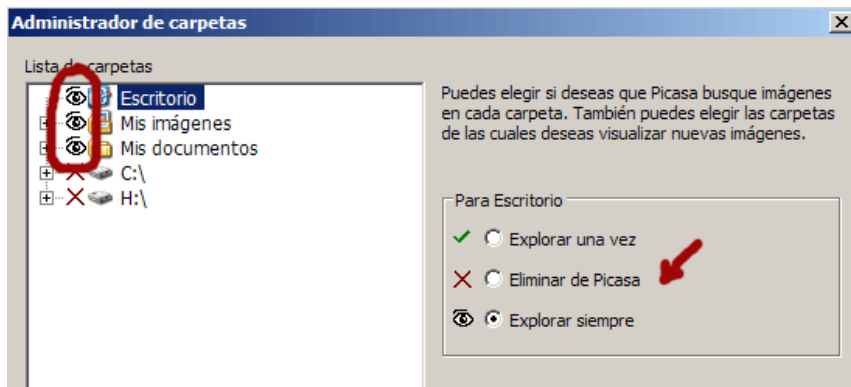 Administrador de carpetas
Lista de carpetas
Escritorio
Mis imágenes
Mis documentos
C:\
H:\
Puedes elegir si deseas que Picasa busque imágenes
en cada carpeta. También puedes elegir las carpetas
de las cuales deseas visualizar nuevas imágenes.
Para Escritorio
Explorar una vez
Eliminar de Picasa
Explorar siempre